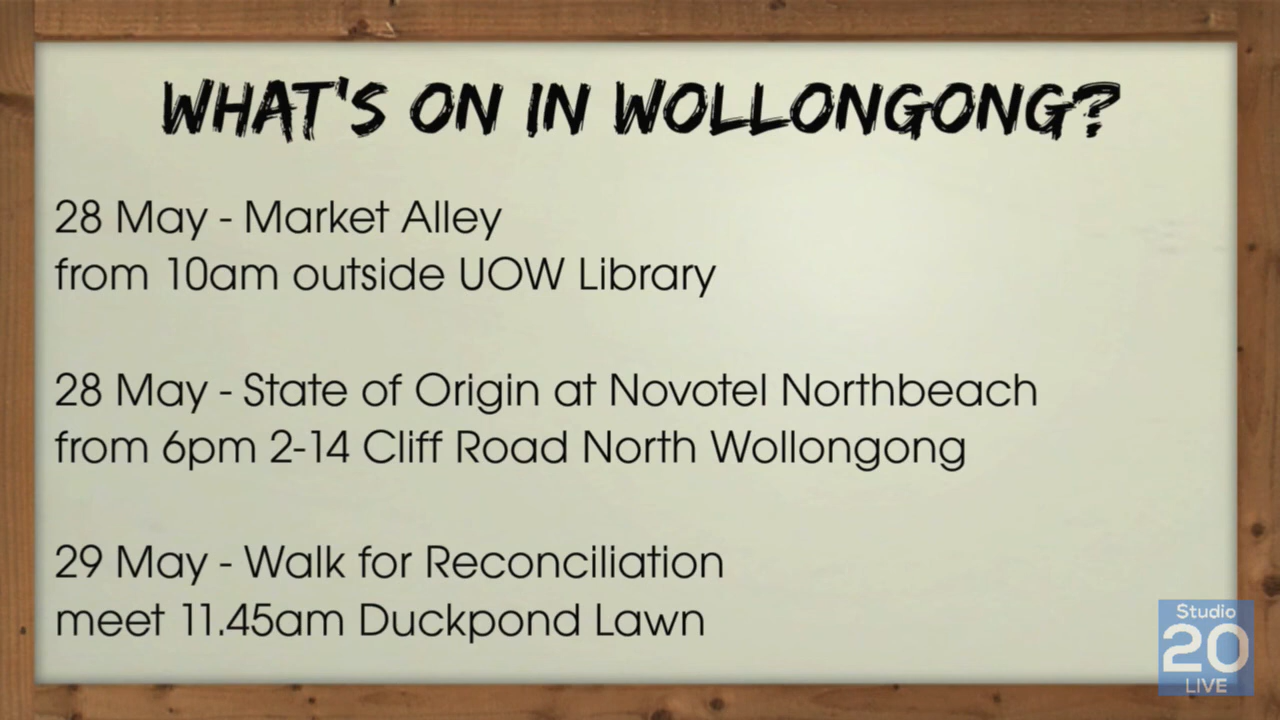 WHAT'S ON IN WOLLONGONG?
28 May - Market Alley
from 10am outside UOW Library
28 May - State of Origin at Novotel Northbeach
from 6pm 2-14 Cliff Road North Wollongong
29 May - Walk for Reconciliation
meet 11.45am Duckpond Lawn
Studio
20
LIVE